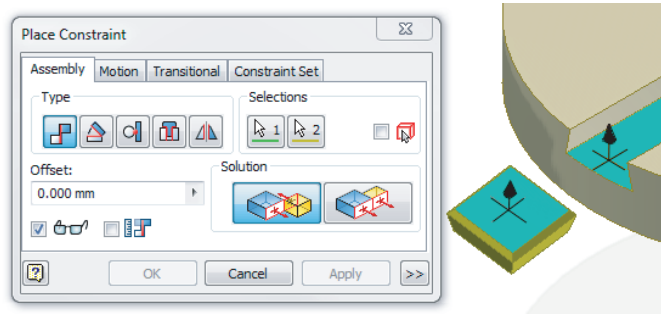 Place Constraint
Assembly Motion Transitional Constraint Set
Type
Selections
1 2
Offset:
Solution
0.000 mm
? OK Cancel Apply >>